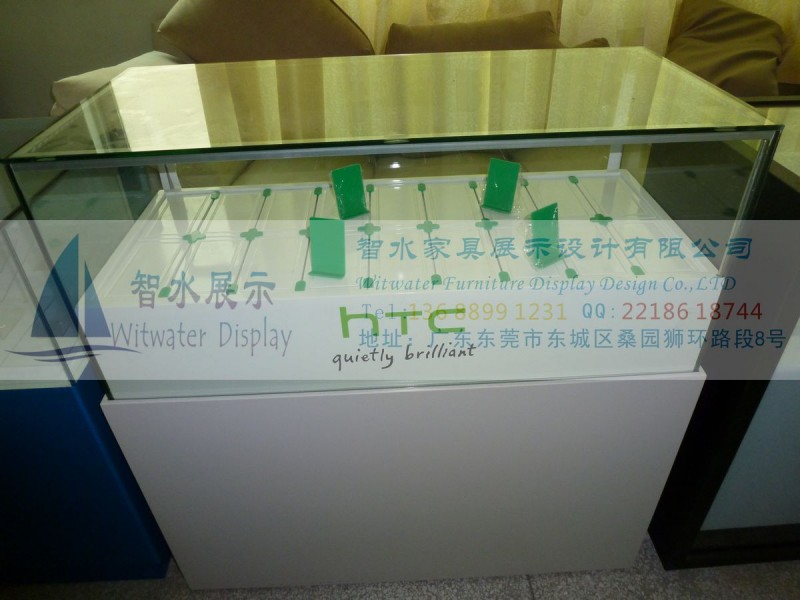 智水展示
Witwater Display
智水家具展示设计有限公司
Witwater Furniture Display Design Co.,LTD
Tel:136 8899 1231 QQ: 22186 18744
地址：广东东莞市东城区桑园狮环路段8号
hTC
quietly brilliant